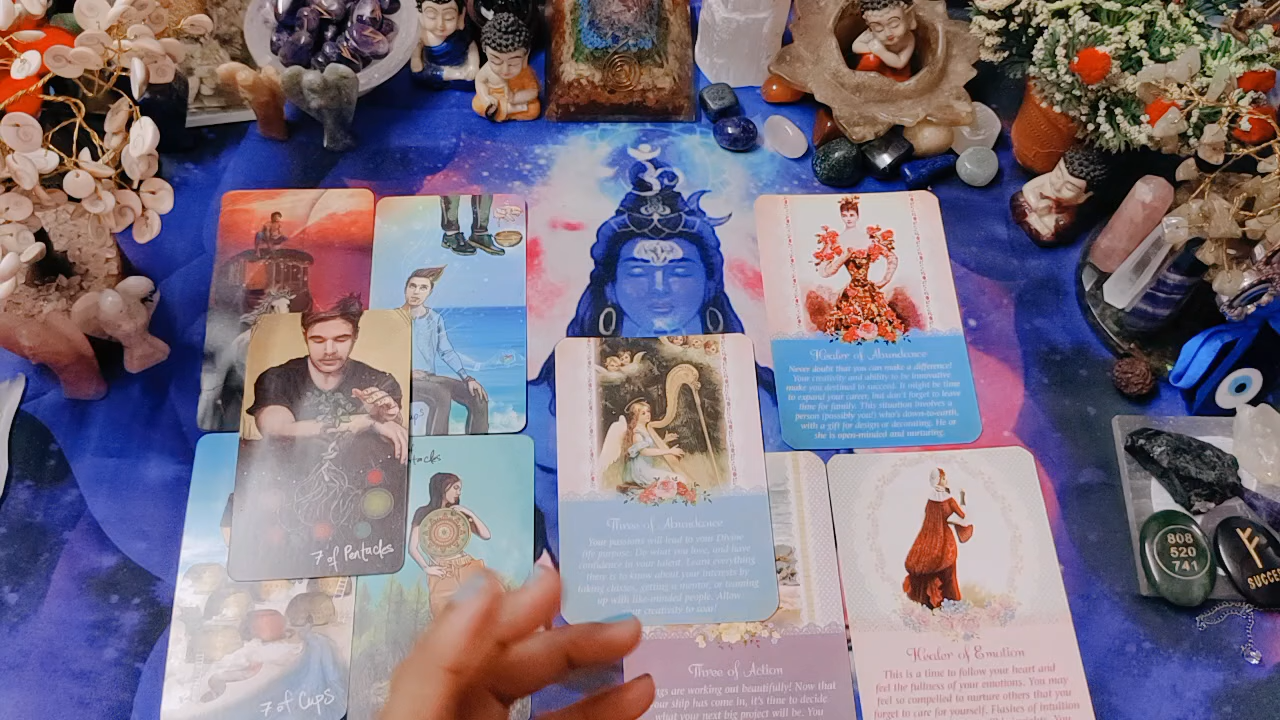 Healer of Abundance
Never doubt that you can make a difference!
Your creativity and ability to be innovative
make you destined to succeed. It might be time
to expand your career, but don't forget to leave
time for family. This situation involves a
person (possibly you!) who's down-to-earth,
with a gift for design or decorating. He or
she is open-minded and nurturing.
7 of Pentacles
Three of Abundance
Your passions will lead to your Divine
life purpose. Do what you love, and have
confidence in your talent. Learn everything
there is to know about your interests by
taking classes, getting a mentor, or teaming
up with like-minded people. Allow
your creativity to soar!
7 of Cups
Three of Action
are working out beautifully! Now that
your ship has come in, it's time to decide
what your next big project will be. You
Healer of Emotion
This is a time to follow your heart and
feel the fullness of your emotions. You may
feel so compelled to nurture others that you
forget to care for yourself. Flashes of intuition
808
520
741
SUCCESS